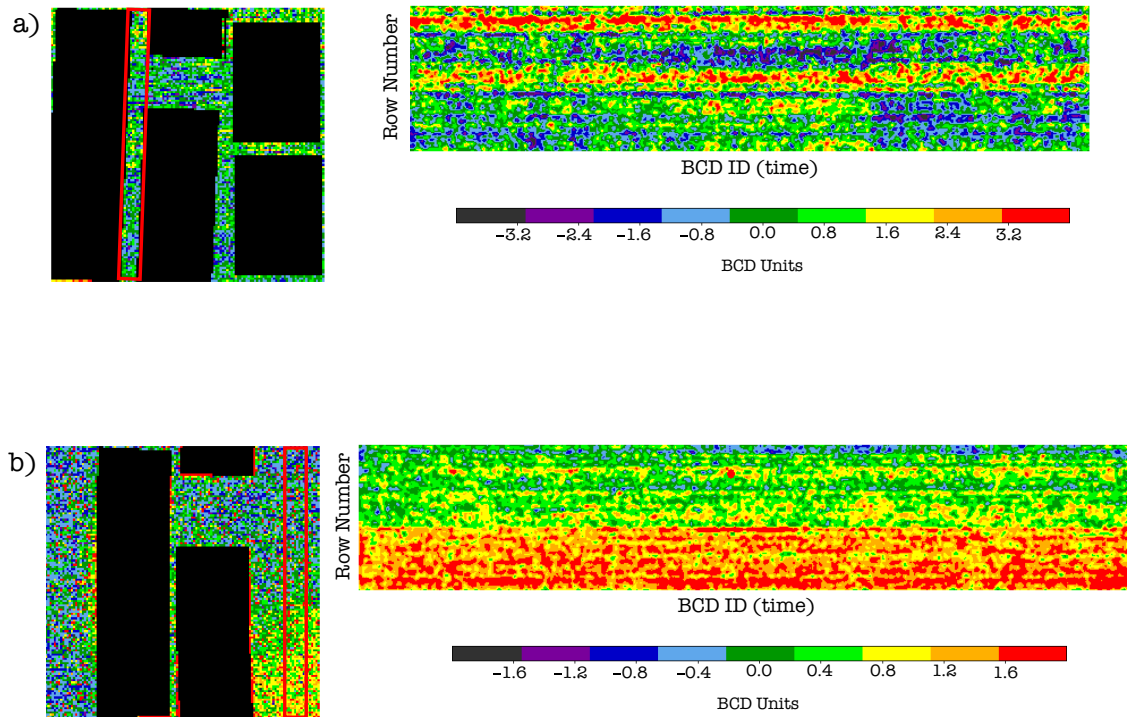 a)
Row Number
BCD ID (time)
−3.2 −2.4 −1.6 −0.8 0.0 0.8 1.6 2.4 3.2
BCD Units
b)
Row Number
BCD ID (time)
−1.6 −1.2 −0.8 −0.4 0.0 0.4 0.8 1.2 1.6
BCD Units